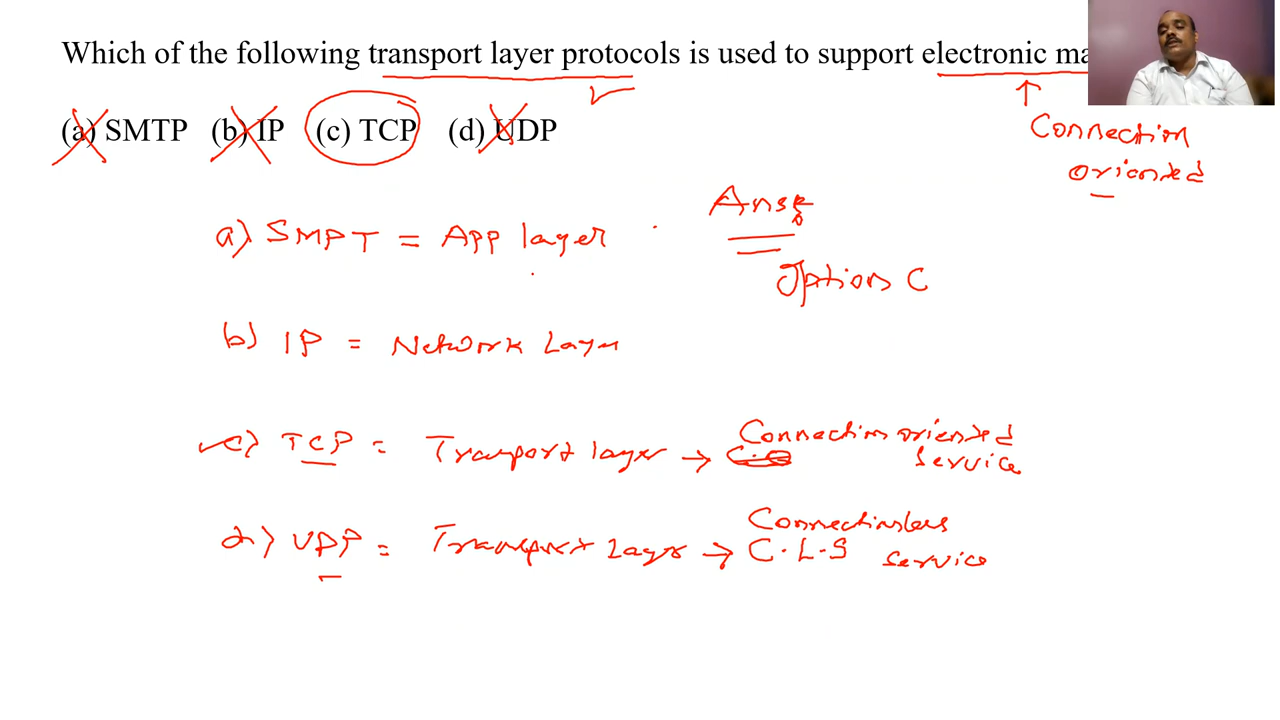 Which of the following transport layer protocols is used to support electronic ma
(a) SMTP (b) IP (c) TCP (d) UDP
Connection
oriented
a) SMPT = App layer
Ans
Option C
b) IP = Network Layer
c) TCP = Transport layer → Connection oriented
service
d) UDP = Transport Layer → Connectionless
C.L.S service